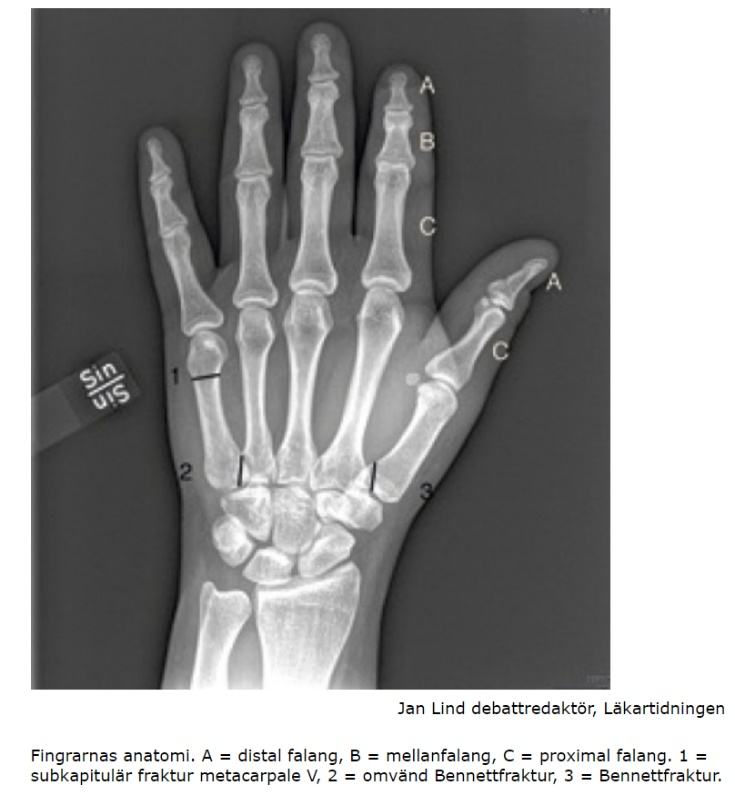 A
B
C
A
C
1
Sin
Sin
2
3
Jan Lind debattredaktör, Läkartidningen
Fingrarnas anatomi. A = distal falang, B = mellanfalang, C = proximal falang. 1 =
subkapitulär fraktur metacarpale V, 2 = omvänd Bennettfraktur, 3 = Bennettfraktur.